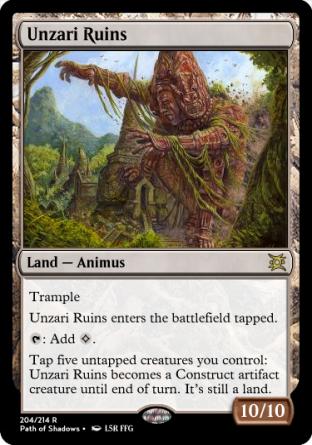 Unzari Ruins
Land — Animus
Trample
Unzari Ruins enters the battlefield tapped.
: Add .
Tap five untapped creatures you control:
Unzari Ruins becomes a Construct artifact
creature until end of turn. It's still a land.
10/10
204/214 R
Path of Shadows • L5R FFG